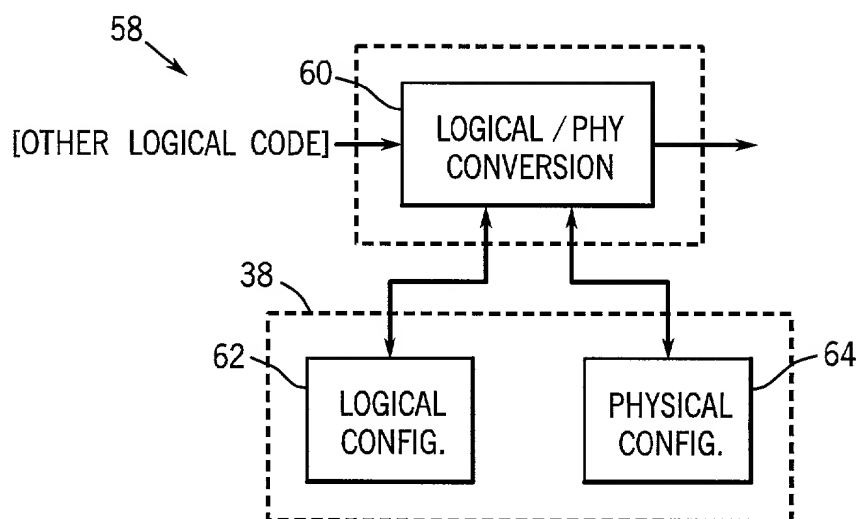 58
60
[OTHER LOGICAL CODE]
LOGICAL / PHY
CONVERSION
38
62
64
LOGICAL
CONFIG.
PHYSICAL
CONFIG.